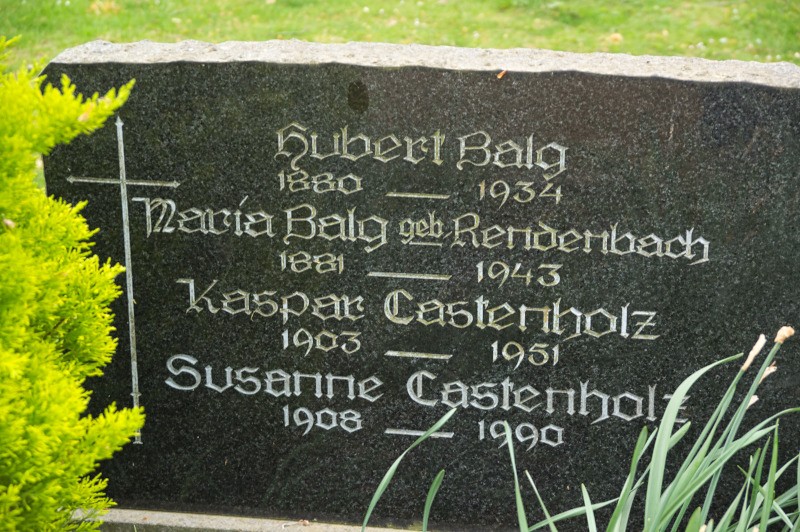 Hubert Balg
1880 — 1934
Maria Balg geb Rendenbach
1881 — 1943
Kaspar Castenholz
1903 — 1951
Susanne Castenholz
1908 — 1990